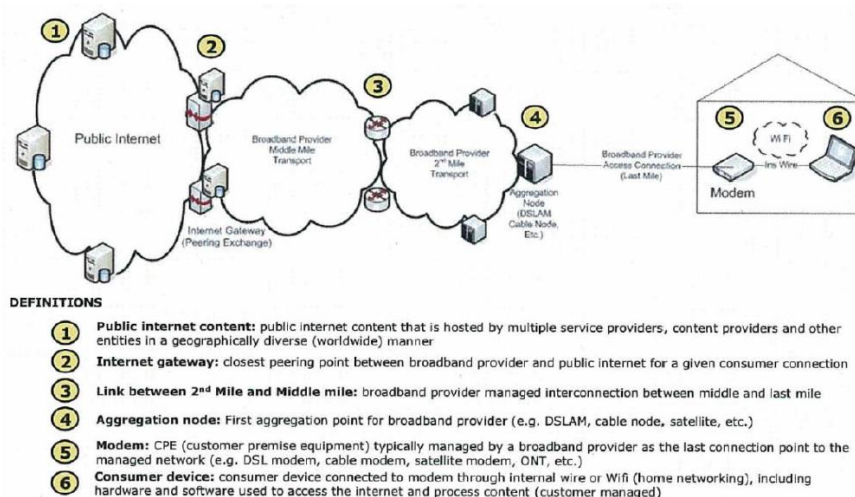 1
2
3
4
5
6
Public Internet
Broadband Provider
Middle Mile
Transport
Broadband Provider
2nd Mile
Transport
Internet Gateway
(Peering Exchange)
Aggregation
Node
(DSLAM,
Cable Node,
Etc.)
Broadband Provider
Access Connection
(Last Mile)
Modem
Wi Fi
Ins Wire
DEFINITIONS
1 Public internet content: public internet content that is hosted by multiple service providers, content providers and other
entities in a geographically diverse (worldwide) manner
2 Internet gateway: closest peering point between broadband provider and public internet for a given consumer connection
3 Link between 2nd Mile and Middle mile: broadband provider managed interconnection between middle and last mile
4 Aggregation node: First aggregation point for broadband provider (e.g. DSLAM, cable node, satellite, etc.)
5 Modem: CPE (customer premise equipment) typically managed by a broadband provider as the last connection point to the
managed network (e.g. DSL modem, cable modem, satellite modem, ONT, etc.)
6 Consumer device: consumer device connected to modem through internal wire or Wifi (home networking), including
hardware and software used to access the internet and process content (customer managed)